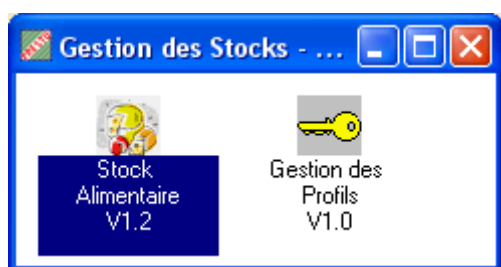 Gestion des Stocks - ...
Stock
Alimentaire
V1.2
Gestion des
Profils
V1.0